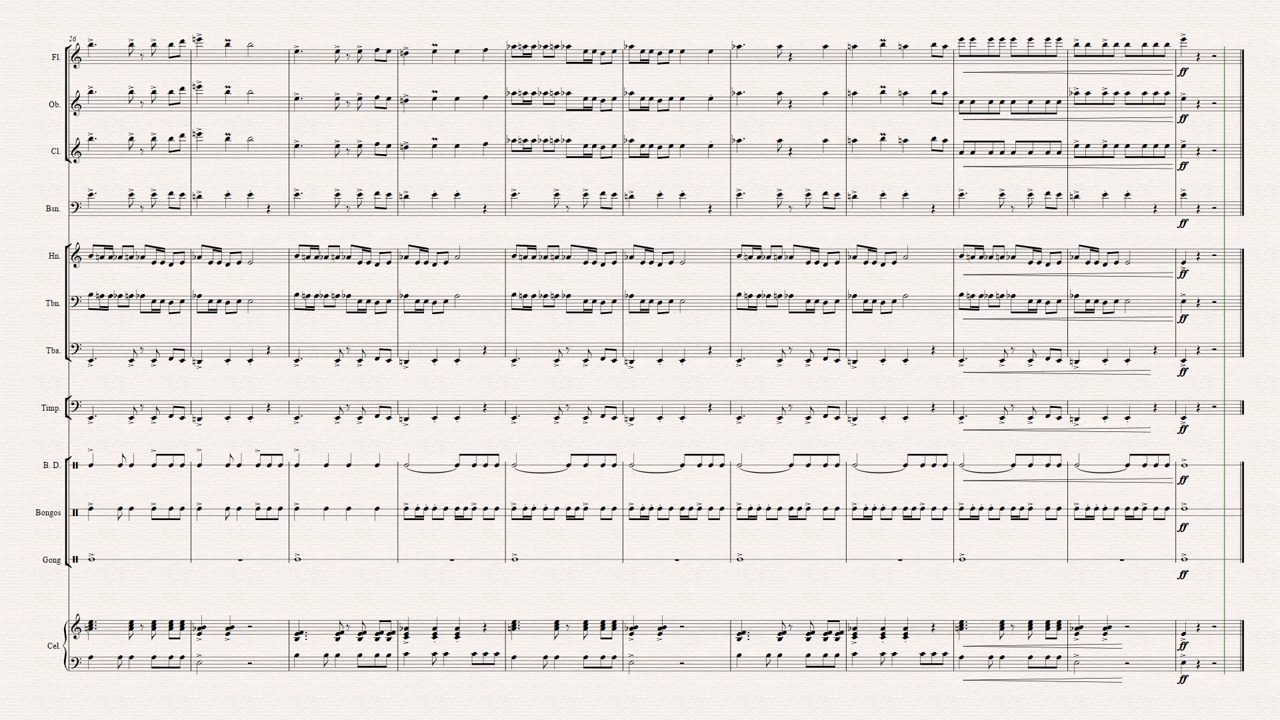 26
Fl.
Ob.
Cl.
Bsn.
Hn.
Tbn.
Tba.
Timp.
B. D.
Bongos
Gong
Cel.
ff
ff
ff
ff
ff
ff
ff
ff
ff
ff
ff
ff
ff